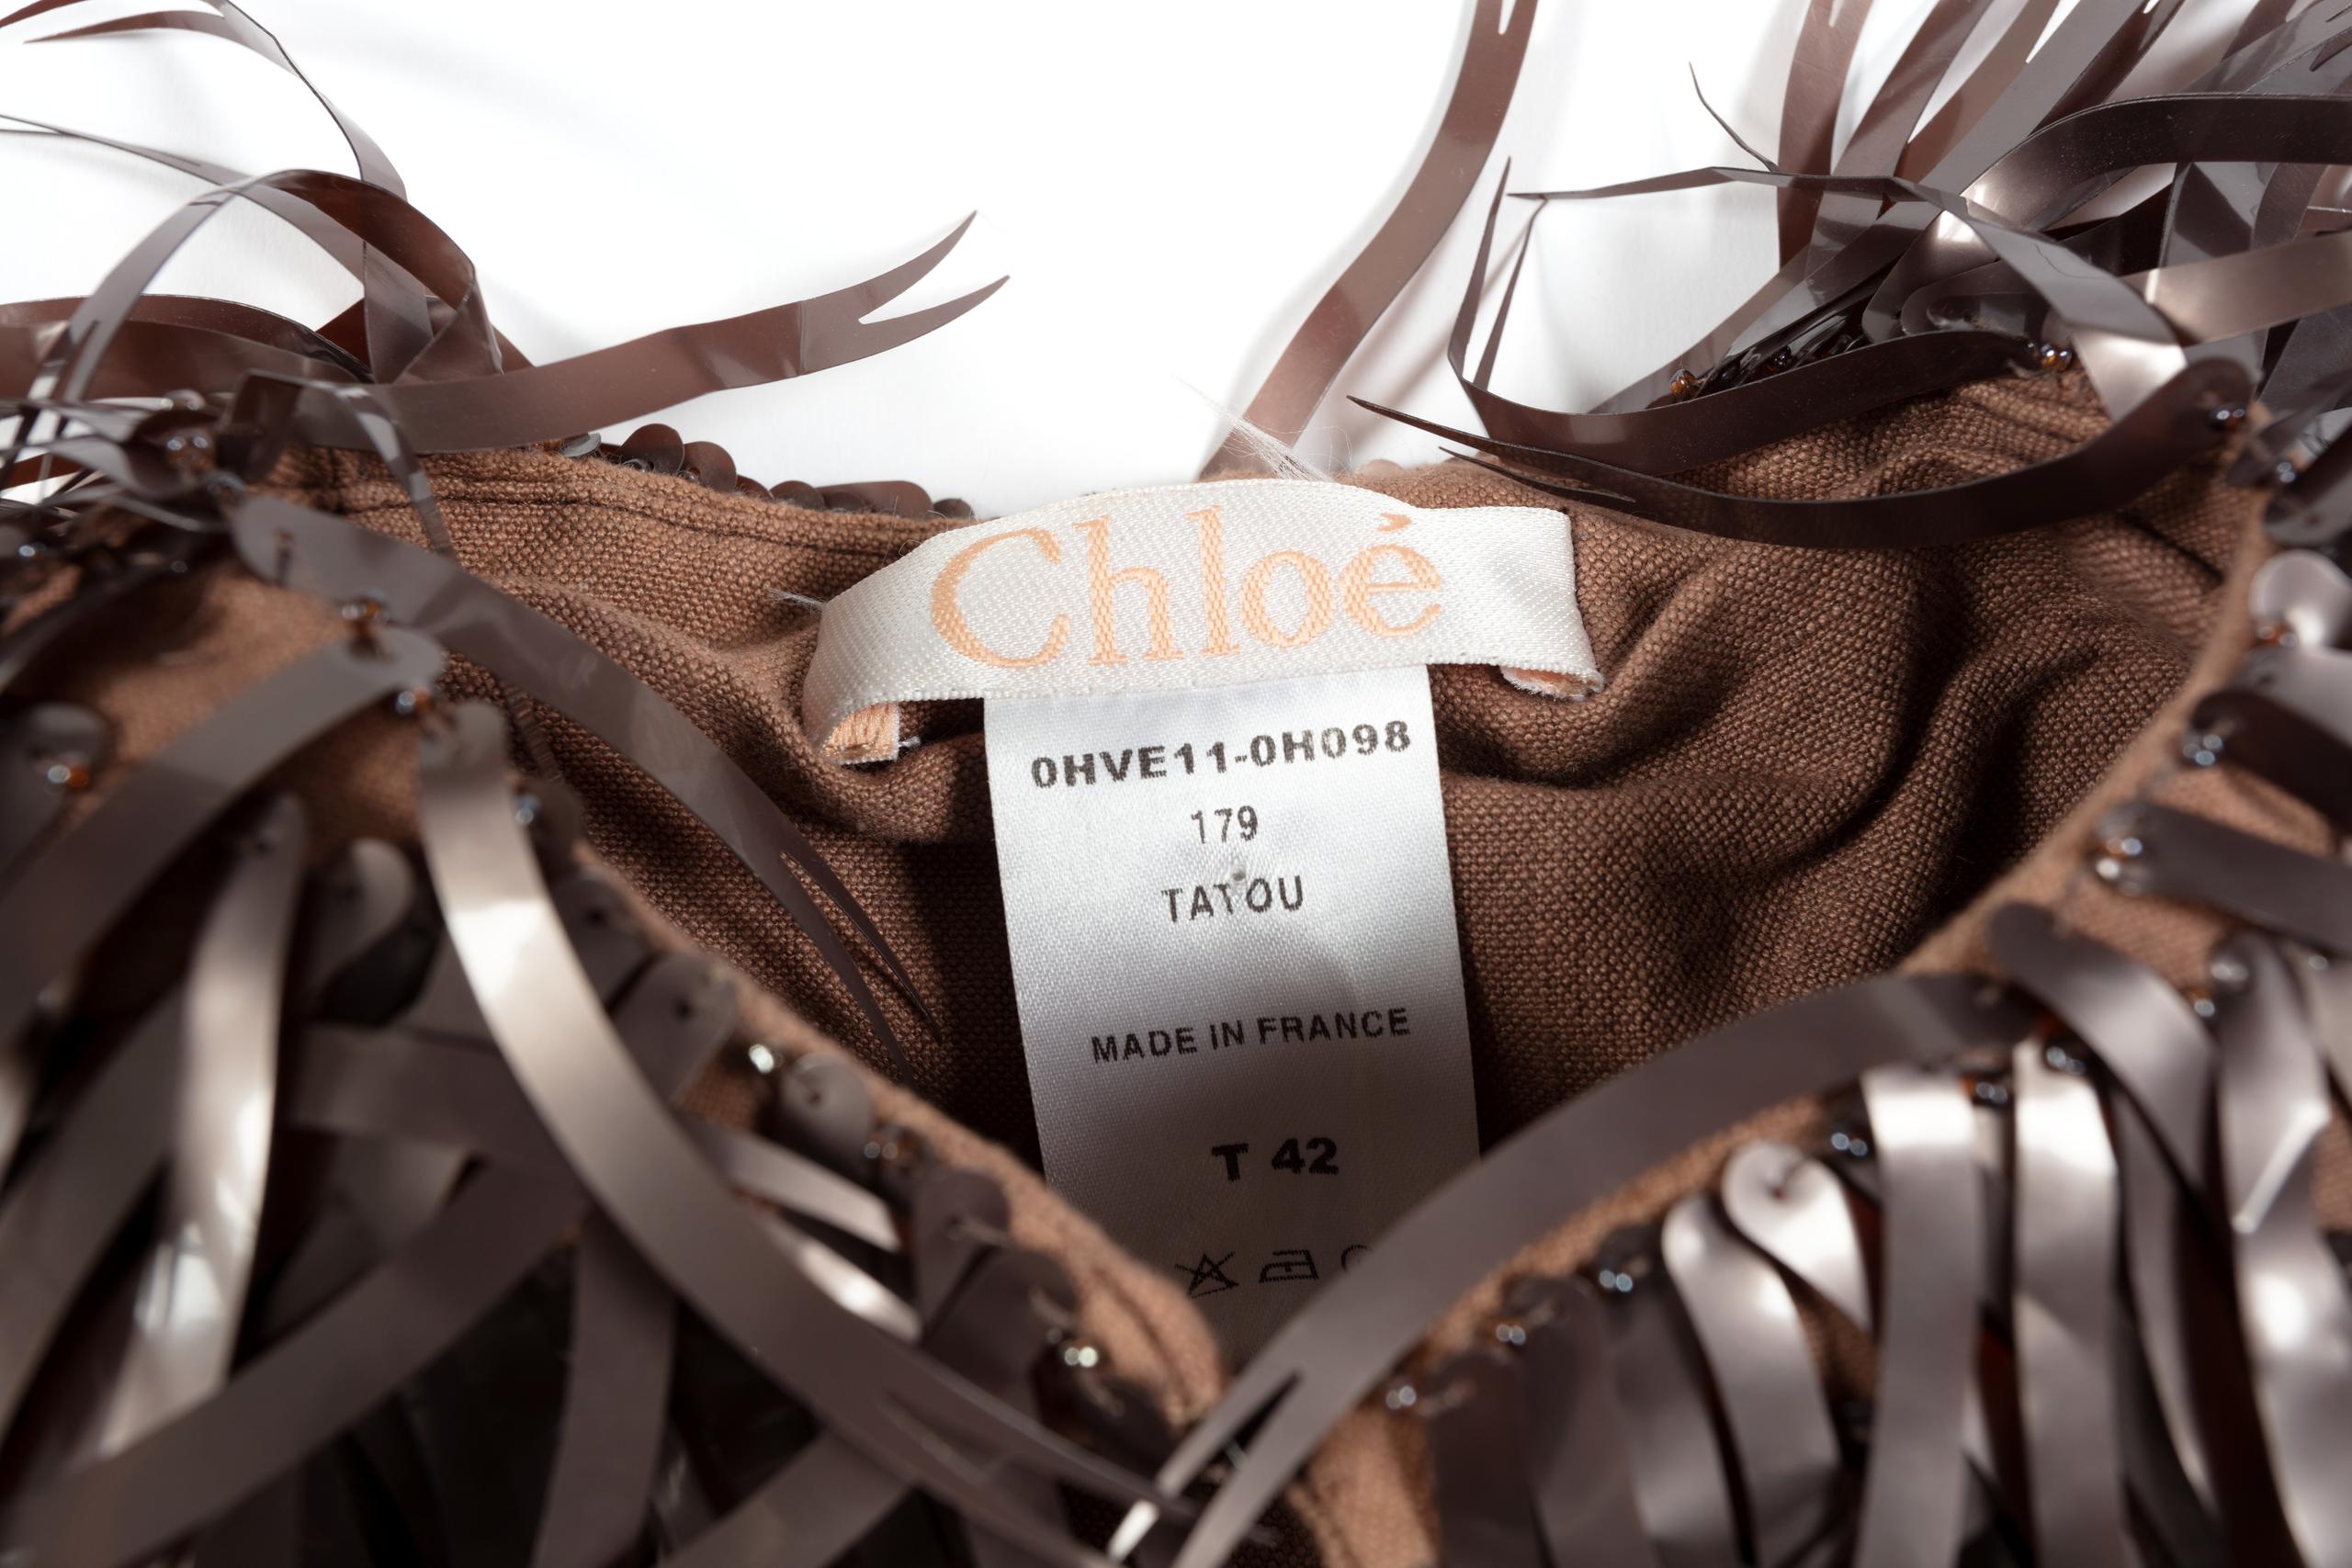 Chloé
0HVE11-0H098
179
TATOU
MADE IN FRANCE
T 42